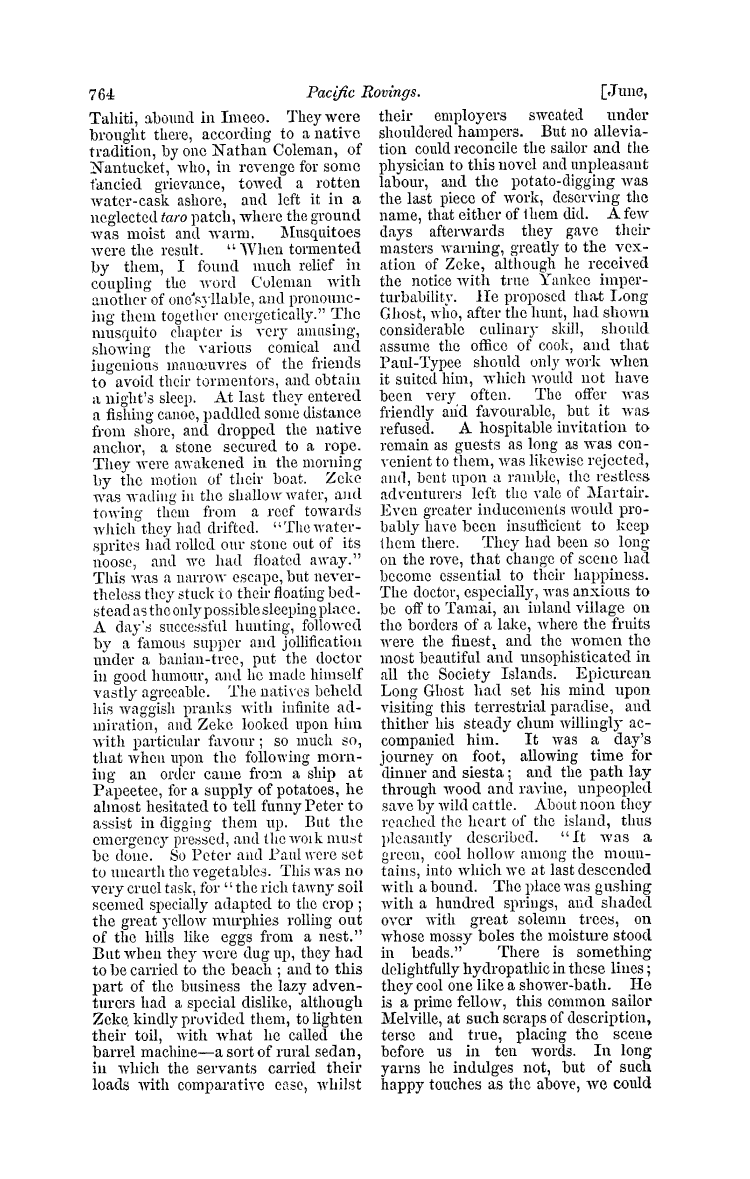 764
Pacific Rovings.
[June,
Tahiti, abound in Imeeo. They were
brought there, according to a native
tradition, by one Nathan Coleman, of
Nantucket, who, in revenge for some
fancied grievance, towed a rotten
water-cask ashore, and left it in a
neglected taro patch, where the ground
was moist and warm. Musquitoes
were the result. "When tormented
by them, I found much relief in
coupling the word Coleman with
another of one syllable, and pronounc-
ing them together energetically." The
musquito chapter is very amusing,
showing the various comical and
ingenious manœuvres of the friends
to avoid their tormentors, and obtain
a night's sleep. At last they entered
a fishing canoe, paddled some distance
from shore, and dropped the native
anchor, a stone secured to a rope.
They were awakened in the morning
by the motion of their boat. Zeke
was wading in the shallow water, and
towing them from a reef towards
which they had drifted. "The water-
sprites had rolled our stone out of its
noose, and we had floated away."
This was a narrow escape, but never-
theless they stuck to their floating bed-
stead as the only possible sleeping place.
A day's successful hunting, followed
by a famous supper and jollification
under a banian-tree, put the doctor
in good humour, and he made himself
vastly agreeable. The natives beheld
his waggish pranks with infinite ad-
miration, and Zeke looked upon him
with particular favour; so much so,
that when upon the following morn-
ing an order came from a ship at
Papeetee, for a supply of potatoes, he
almost hesitated to tell funny Peter to
assist in digging them up. But the
emergency pressed, and the work must
be done. So Peter and Paul were set
to unearth the vegetables. This was no
very cruel task, for "the rich tawny soil
seemed specially adapted to the crop;
the great yellow murphies rolling out
of the hills like eggs from a nest."
But when they were dug up, they had
to be carried to the beach; and to this
part of the business the lazy adven-
turers had a special dislike, although
Zeke kindly provided them, to lighten
their toil, with what he called the
barrel machine—a sort of rural sedan,
in which the servants carried their
loads with comparative ease, whilst
their employers sweated under
shouldered hampers. But no allevia-
tion could reconcile the sailor and the
physician to this novel and unpleasant
labour, and the potato-digging was
the last piece of work, deserving the
name, that either of them did. A few
days afterwards they gave their
masters warning, greatly to the vex-
ation of Zeke, although he received
the notice with true Yankee imper-
turbability. He proposed that Long
Ghost, who, after the hunt, had shown
considerable culinary skill, should
assume the office of cook, and that
Paul-Typee should only work when
it suited him, which would not have
been very often. The offer was
friendly and favourable, but it was
refused. A hospitable invitation to
remain as guests as long as was con-
venient to them, was likewise rejected,
and, bent upon a ramble, the restless
adventurers left the vale of Martair.
Even greater inducements would pro-
bably have been insufficient to keep
them there. They had been so long
on the rove, that change of scene had
become essential to their happiness.
The doctor, especially, was anxious to
be off to Tamai, an inland village on
the borders of a lake, where the fruits
were the finest, and the women the
most beautiful and unsophisticated in
all the Society Islands. Epicurean
Long Ghost had set his mind upon
visiting this terrestrial paradise, and
thither his steady chum willingly ac-
companied him. It was a day's
journey on foot, allowing time for
dinner and siesta; and the path lay
through wood and ravine, unpeopled
save by wild cattle. About noon they
reached the heart of the island, thus
pleasantly described. "It was a
green, cool hollow among the moun-
tains, into which we at last descended
with a bound. The place was gushing
with a hundred springs, and shaded
over with great solemn trees, on
whose mossy boles the moisture stood
in beads." There is something
delightfully hydropathic in these lines;
they cool one like a shower-bath. He
is a prime fellow, this common sailor
Melville, at such scraps of description,
terse and true, placing the scene
before us in ten words. In long
yarns he indulges not, but of such
happy touches as the above, we could